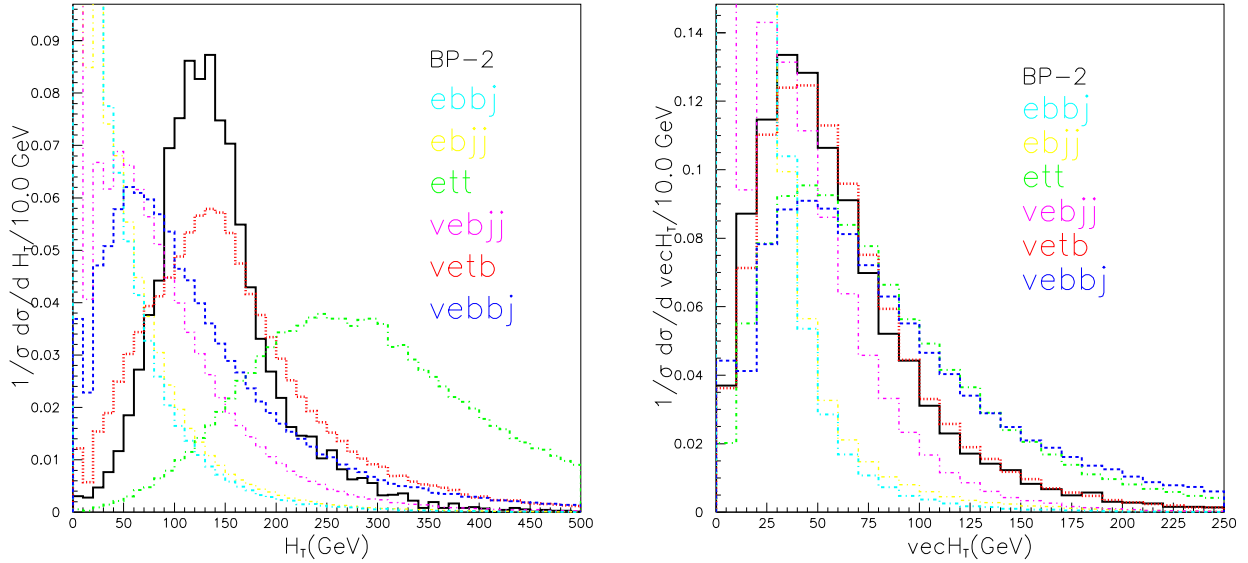 1/σ dσ/d H_T/10.0 GeV
0.09
0.08
0.07
0.06
0.05
0.04
0.03
0.02
0.01
0
BP-2
ebbj
ebjj
ett
vebjj
vetb
vebbj
0 50 100 150 200 250 300 350 400 450 500
H_T(GeV)
1/σ dσ/d vecH_T/10.0 GeV
0.14
0.12
0.1
0.08
0.06
0.04
0.02
0
BP-2
ebbj
ebjj
ett
vebjj
vetb
vebbj
0 25 50 75 100 125 150 175 200 225 250
vecH_T(GeV)